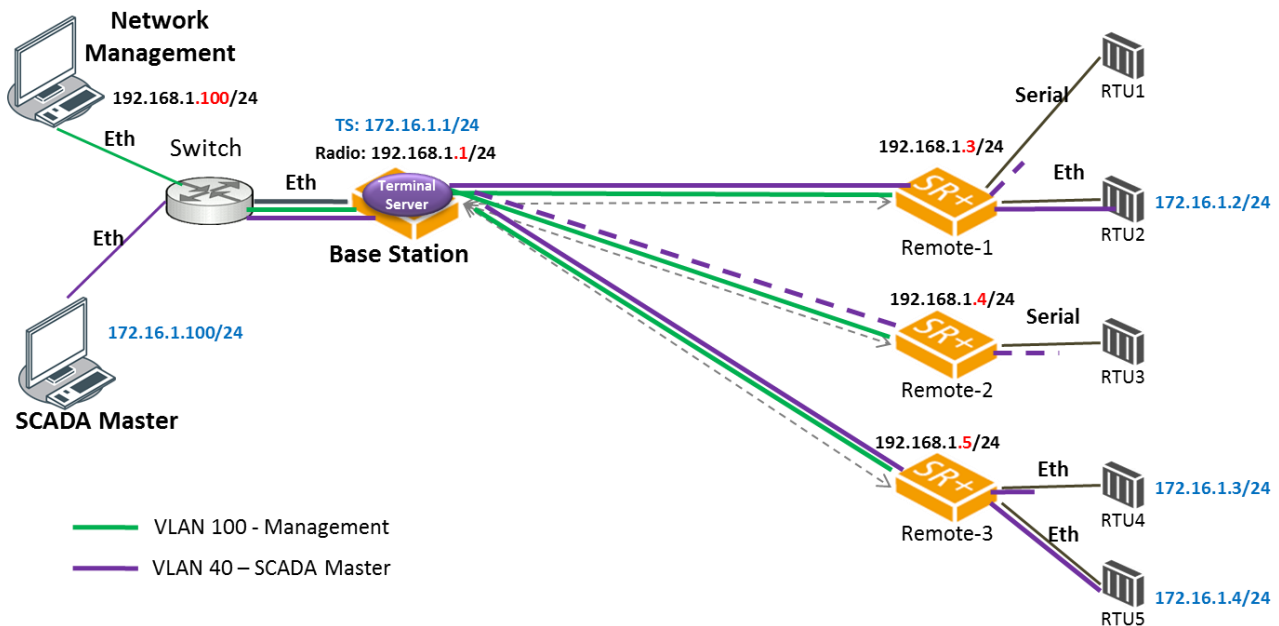 Network
Management
192.168.1.100/24
Eth
Switch
Eth
SCADA Master
172.16.1.100/24
TS: 172.16.1.1/24
Radio: 192.168.1.1/24
Eth
Terminal
Server
Base Station
192.168.1.3/24
SR+
Remote-1
Serial
RTU1
Eth
RTU2
172.16.1.2/24
192.168.1.4/24
SR+
Remote-2
Serial
RTU3
192.168.1.5/24
SR+
Remote-3
Eth
RTU4
172.16.1.3/24
Eth
RTU5
172.16.1.4/24
VLAN 100 - Management
VLAN 40 – SCADA Master